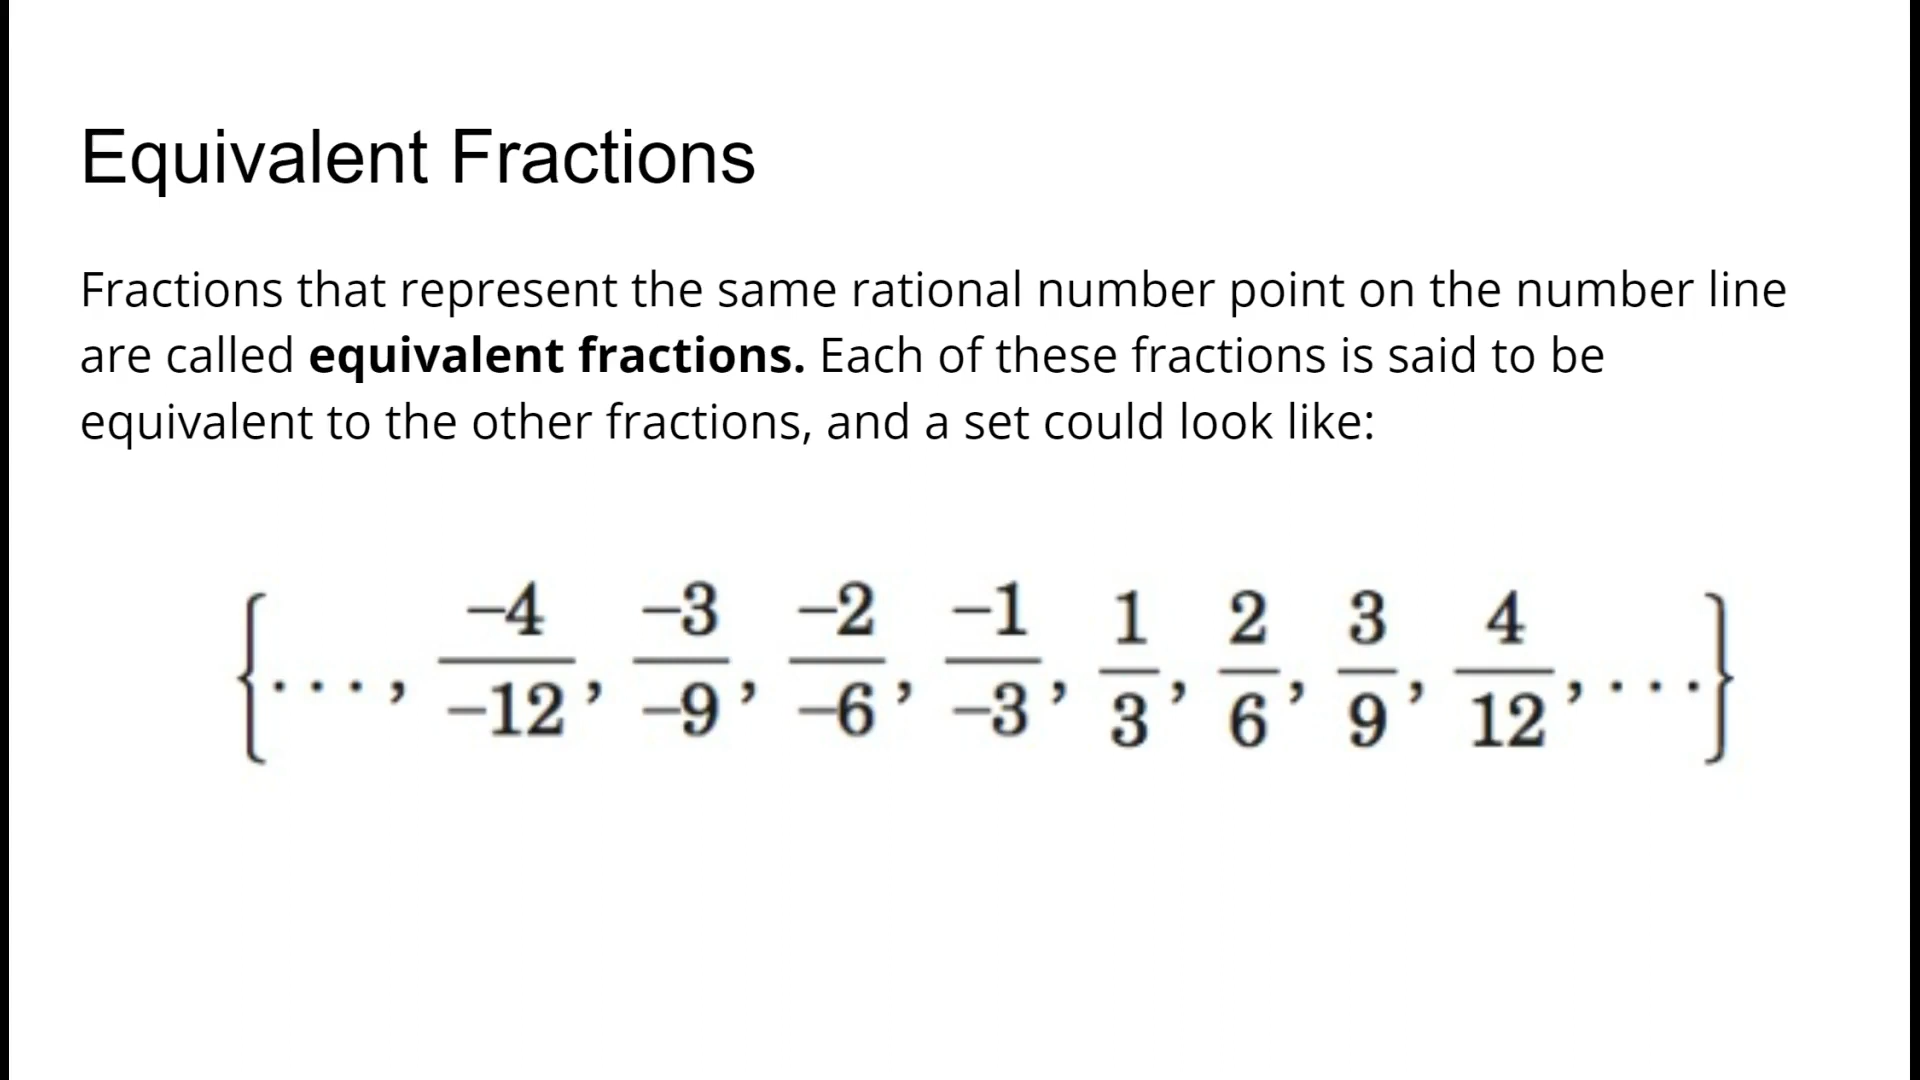 Equivalent Fractions
Fractions that represent the same rational number point on the number line
are called equivalent fractions. Each of these fractions is said to be
equivalent to the other fractions, and a set could look like:
{. . . , −4/−12, −3/−9, −2/−6, −1/−3, 1/3, 2/6, 3/9, 4/12, . . .}